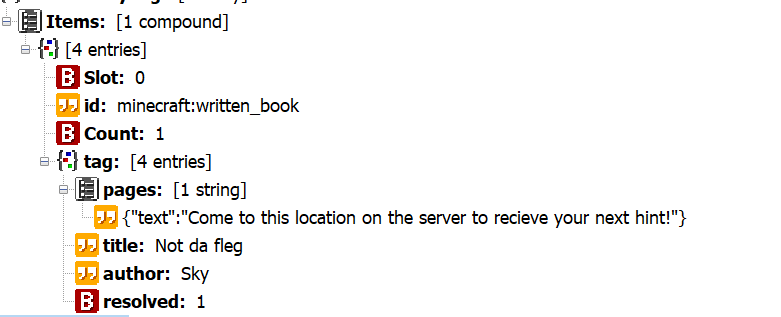 Items: [1 compound]
[4 entries]
Slot: 0
id: minecraft:written_book
Count: 1
tag: [4 entries]
pages: [1 string]
{"text":"Come to this location on the server to recieve your next hint!"}
title: Not da fleg
author: Sky
resolved: 1